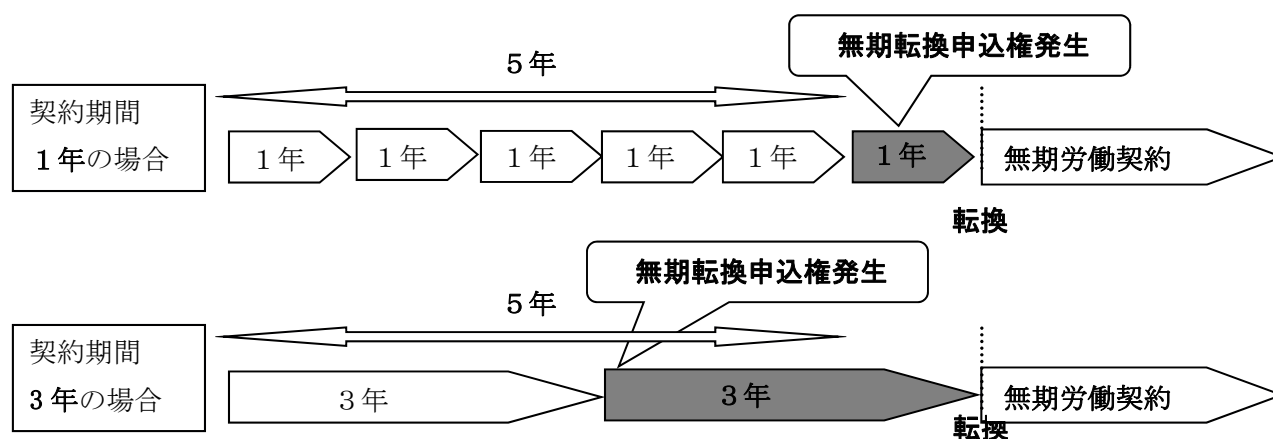 無期転換申込権発生
5年
契約期間
1年の場合
1年
1年
1年
1年
1年
1年
無期労働契約
転換
無期転換申込権発生
5年
契約期間
3年の場合
3年
3年
無期労働契約
転換